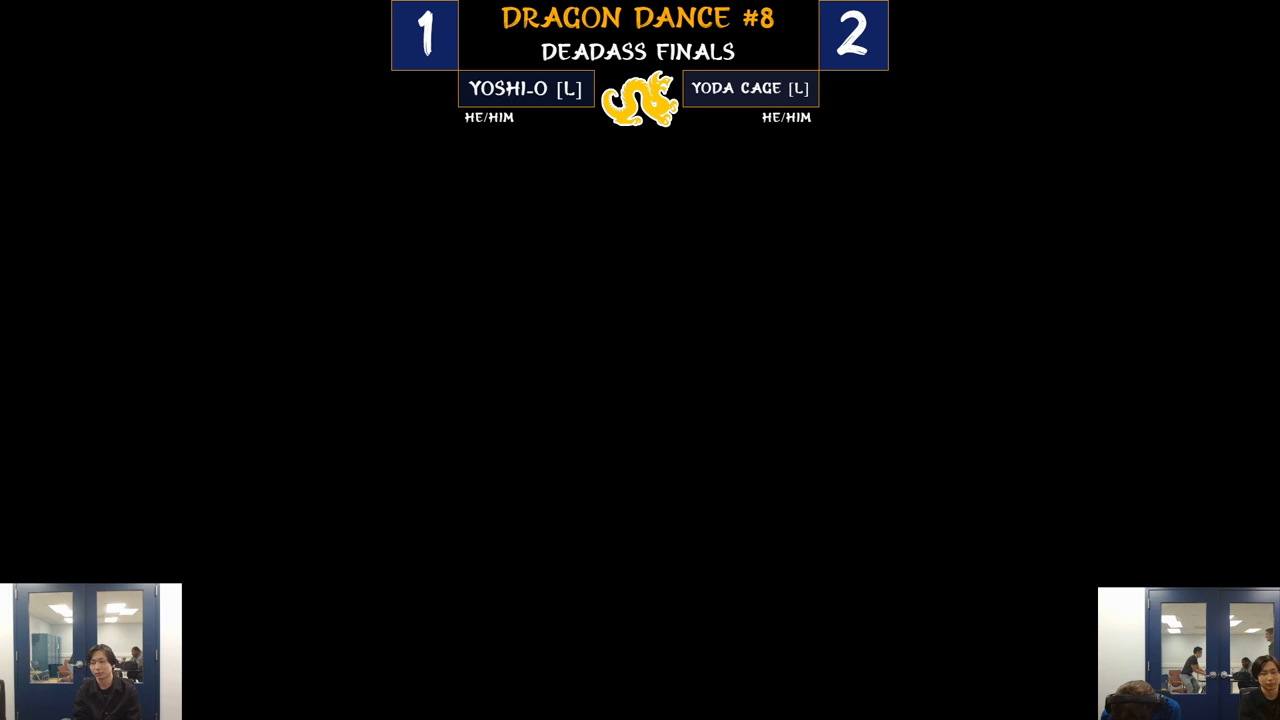 1
DRAGON DANCE #8
2
DEADASS FINALS
YOSHI-O [L]
YODA CAGE [L]
HE/HIM
HE/HIM